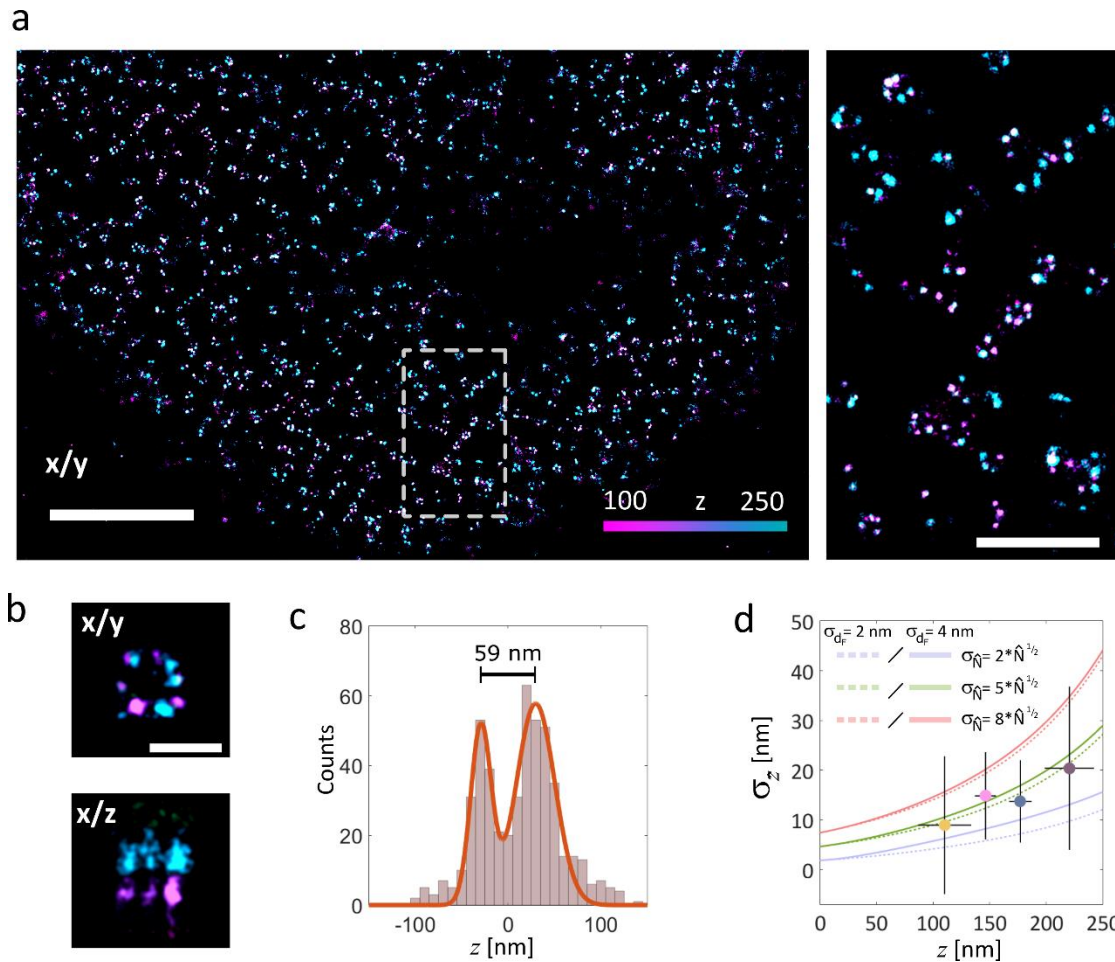 a
x/y
100 z 250
b
x/y
x/z
c
80
60
40
20
0
Counts
59 nm
-100 0 100
z [nm]
d
50
40
30
20
10
0
σz [nm]
σdF= 2 nm σdF= 4 nm
/ σN̂= 2*N̂1/2
/ σN̂= 5*N̂1/2
/ σN̂= 8*N̂1/2
0 50 100 150 200 250
z [nm]